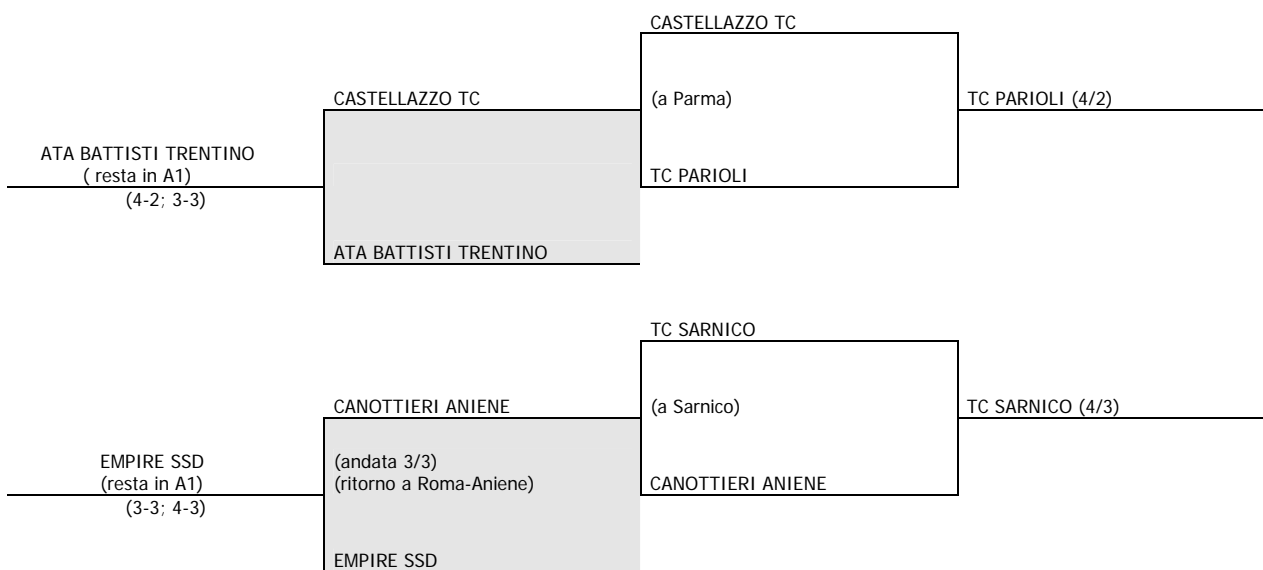 CASTELLAZZO TC
CASTELLAZZO TC
(a Parma)
TC PARIOLI (4/2)
ATA BATTISTI TRENTINO
( resta in A1)
TC PARIOLI
(4-2; 3-3)
ATA BATTISTI TRENTINO
TC SARNICO
CANOTTIERI ANIENE
(a Sarnico)
TC SARNICO (4/3)
EMPIRE SSD
(andata 3/3)
(resta in A1)
(ritorno a Roma-Aniene)
CANOTTIERI ANIENE
(3-3; 4-3)
EMPIRE SSD